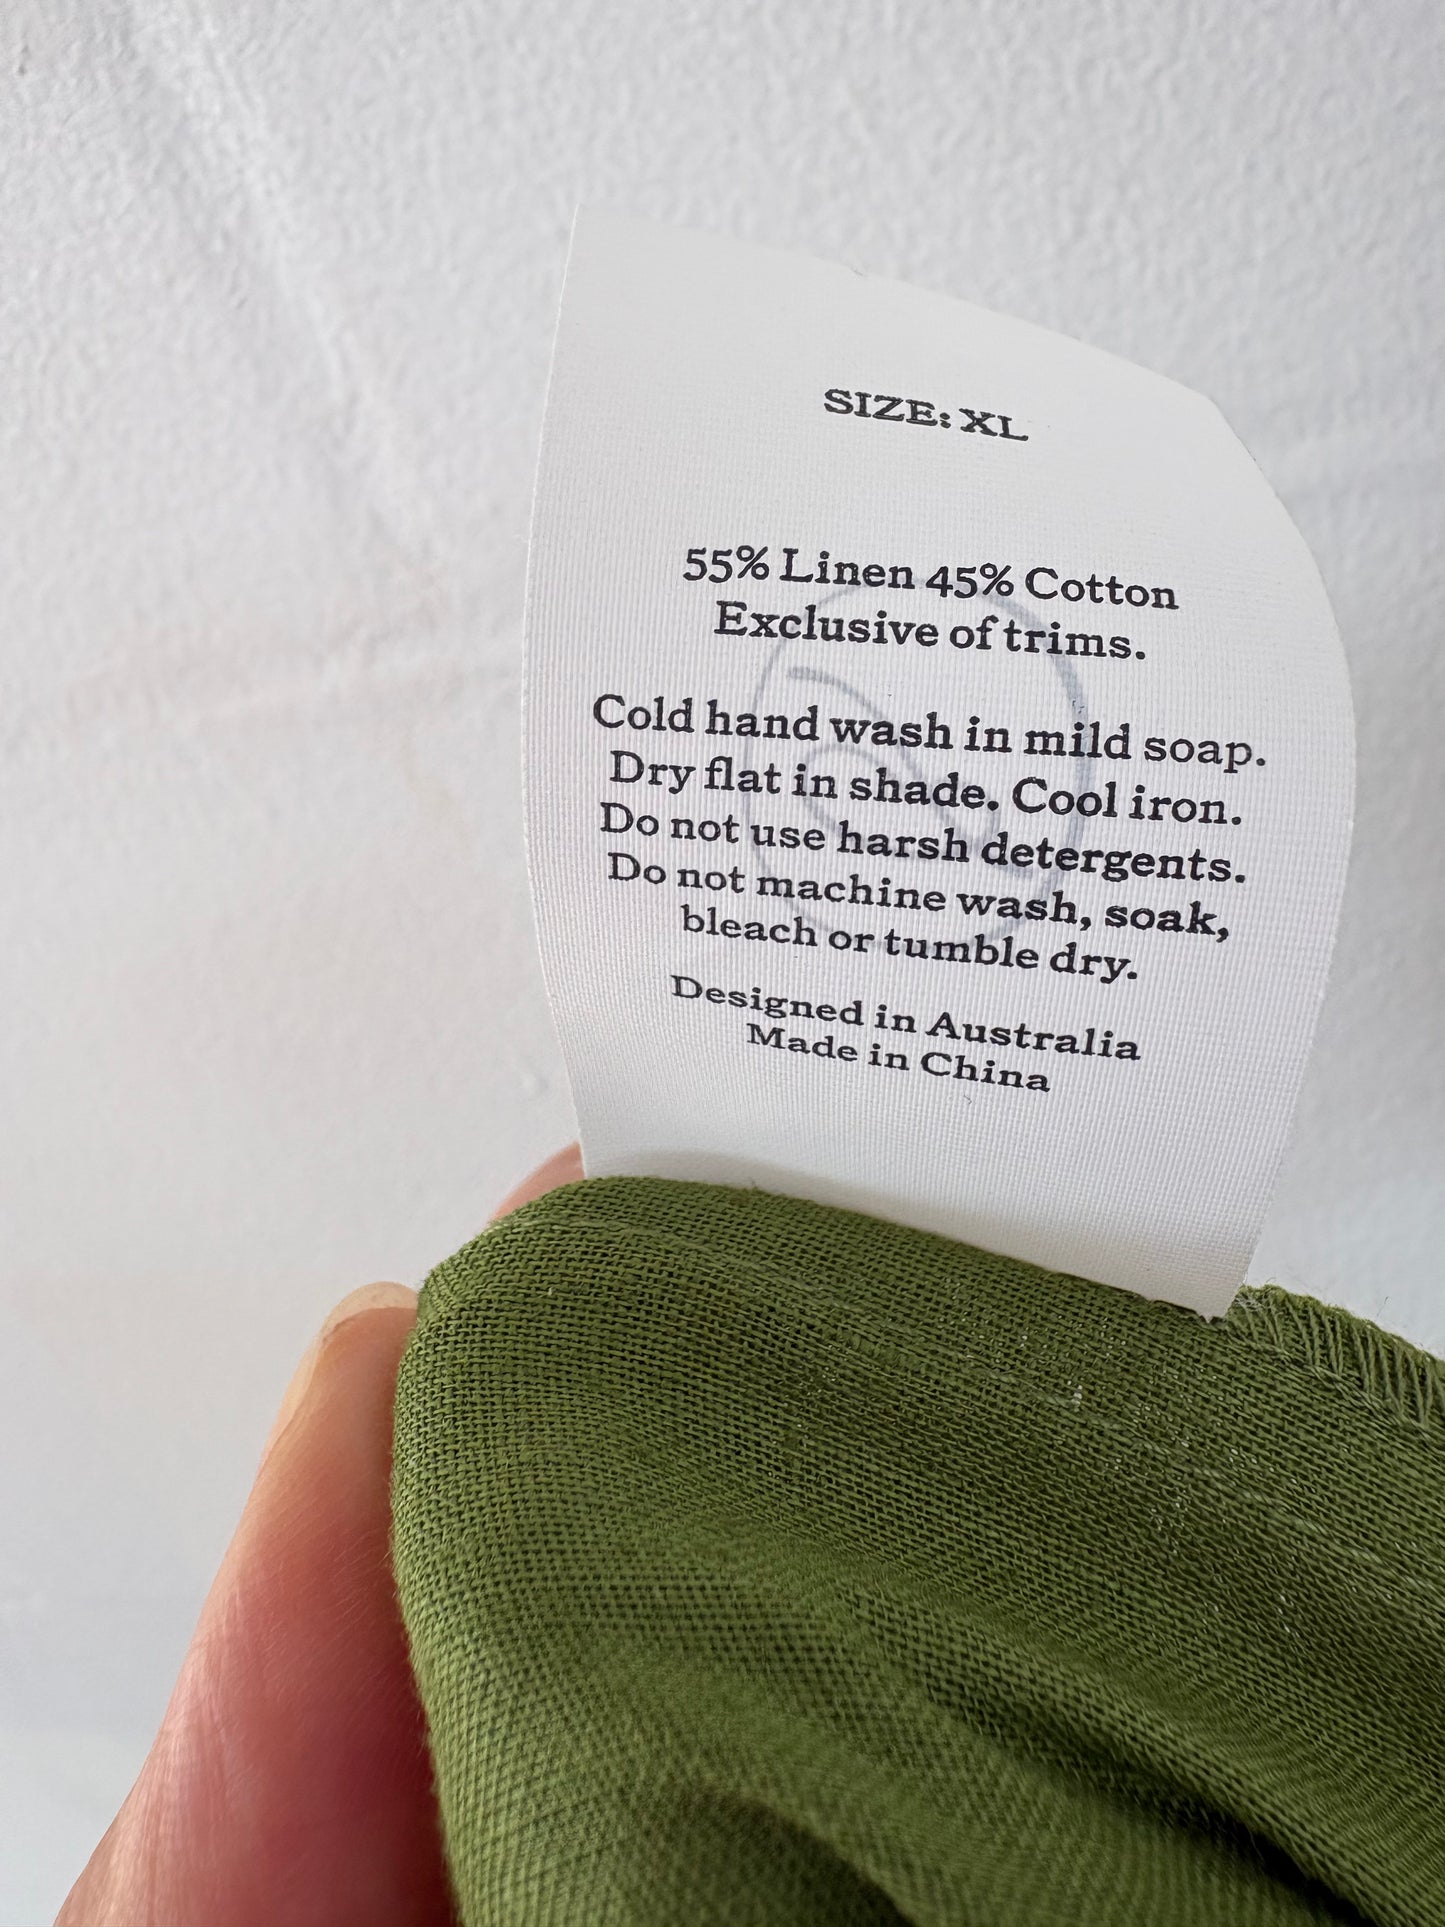 SIZE: XL
55% Linen 45% Cotton
Exclusive of trims.
Cold hand wash in mild soap.
Dry flat in shade. Cool iron.
Do not use harsh detergents.
Do not machine wash, soak,
bleach or tumble dry.
Designed in Australia
Made in China